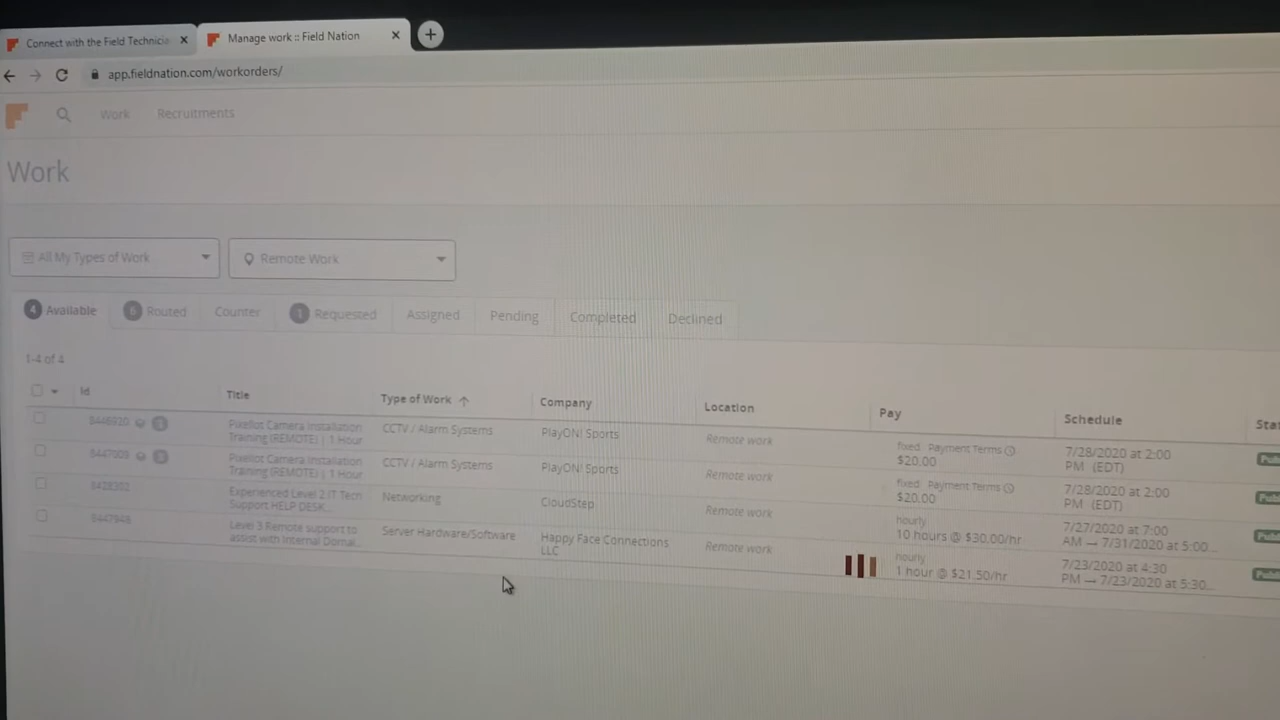 Connect with the Field Technicia
Manage work :: Field Nation
app.fieldnation.com/workorders/
Work Recruitments
Work
All My Types of Work
Remote Work
4 Available
6 Routed
Counter
1 Requested
Assigned
Pending
Completed
Declined
1-4 of 4
Id
Title
Type of Work
Company
Location
Pay
Schedule
Pixellot Camera Installation
Training (REMOTE) | 1 Hour
CCTV / Alarm Systems
PlayON! Sports
Remote work
fixed Payment Terms
$20.00
7/28/2020 at 2:00
PM (EDT)
Pixellot Camera Installation
Training (REMOTE) | 1 Hour
CCTV / Alarm Systems
PlayON! Sports
Remote work
fixed Payment Terms
$20.00
7/28/2020 at 2:00
PM (EDT)
8428302
Experienced Level 2 IT Tech
Support HELP DESK...
Networking
CloudStep
Remote work
hourly
10 hours @ $30.00/hr
7/27/2020 at 7:00
AM → 7/31/2020 at 5:00...
8447948
Level 3 Remote support to
assist with Internal Domai...
Server Hardware/Software
Happy Face Connections
LLC
Remote work
hourly
1 hour @ $21.50/hr
7/23/2020 at 4:30
PM → 7/23/2020 at 5:30...